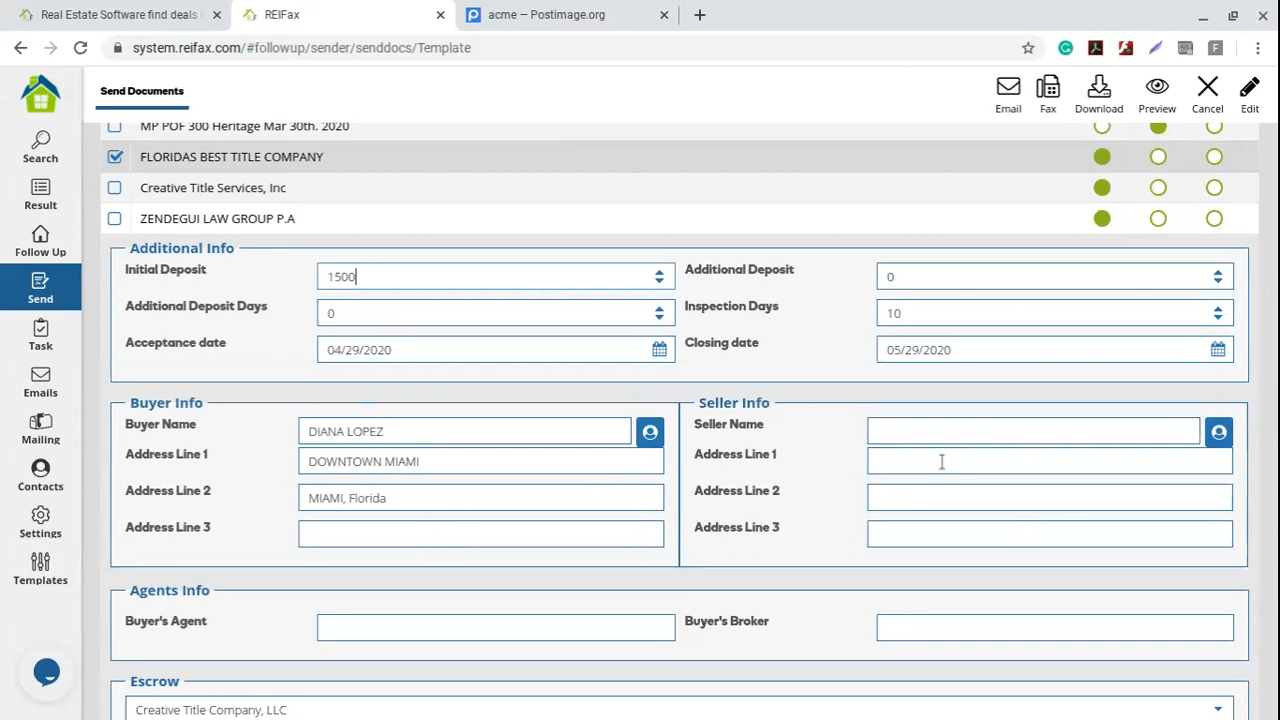 Real Estate Software find deals
REIFax
acme — Postimage.org
system.reifax.com/#followup/sender/senddocs/Template
Send Documents
Email
Fax
Download
Preview
Cancel
Edit
Search
Result
Follow Up
Send
Task
Emails
Mailing
Contacts
Settings
Templates
MP POF 300 Heritage Mar 30th. 2020
FLORIDAS BEST TITLE COMPANY
Creative Title Services, Inc
ZENDEGUI LAW GROUP P.A
Additional Info
Initial Deposit 1500 Additional Deposit 0
Additional Deposit Days 0 Inspection Days 10
Acceptance date 04/29/2020 Closing date 05/29/2020
Buyer Info
Buyer Name DIANA LOPEZ
Address Line 1 DOWNTOWN MIAMI
Address Line 2 MIAMI, Florida
Address Line 3
Seller Info
Seller Name
Address Line 1
Address Line 2
Address Line 3
Agents Info
Buyer's Agent Buyer's Broker
Escrow
Creative Title Company, LLC